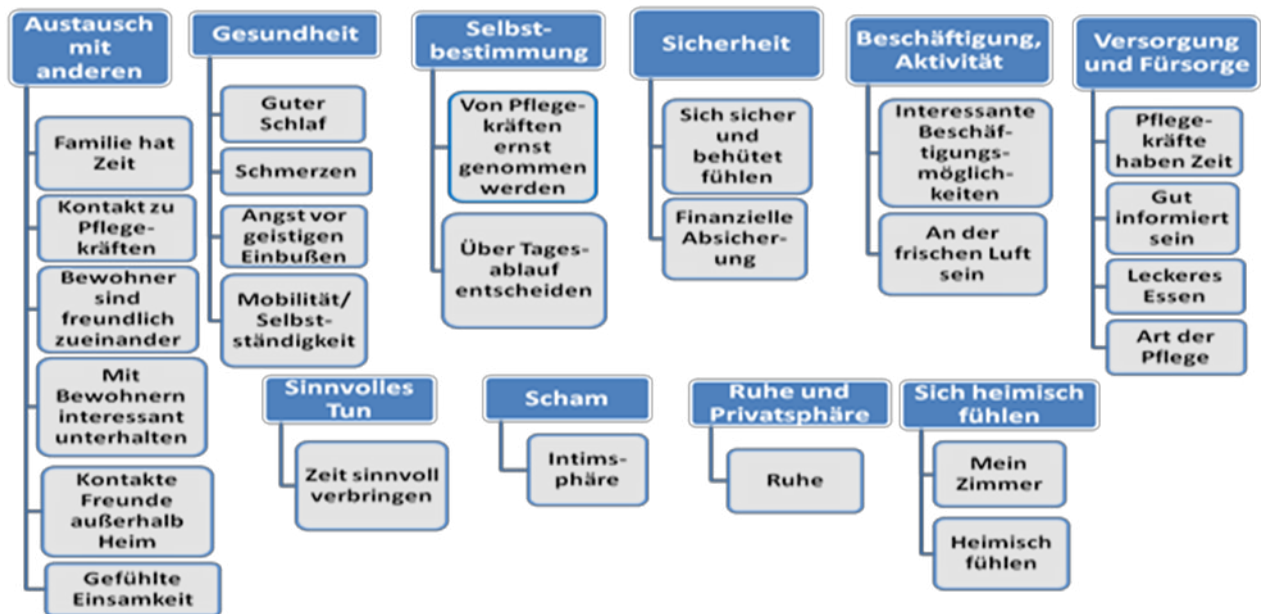 Austausch
mit
anderen
Familie hat
Zeit
Kontakt zu
Pflege-
kräften
Bewohner
sind
freundlich
zueinander
Mit
Bewohnern
interessant
unterhalten
Kontakte
Freunde
außerhalb
Heim
Gefühlte
Einsamkeit
Gesundheit
Guter
Schlaf
Schmerzen
Angst vor
geistigen
Einbußen
Mobilität/
Selbst-
ständigkeit
Selbst-
bestimmung
Von Pflege-
kräften
ernst
genommen
werden
Über Tages-
ablauf
entscheiden
Sicherheit
Sich sicher
und
behütet
fühlen
Finanzielle
Absicher-
ung
Beschäftigung,
Aktivität
Interessante
Beschäf-
tigungs-
möglich-
keiten
An der
frischen Luft
sein
Versorgung
und Fürsorge
Pflege-
kräfte
haben Zeit
Gut
informiert
sein
Leckeres
Essen
Art der
Pflege
Sinnvolles
Tun
Zeit sinnvoll
verbringen
Scham
Intims-
phäre
Ruhe und
Privatsphäre
Ruhe
Sich heimisch
fühlen
Mein
Zimmer
Heimisch
fühlen